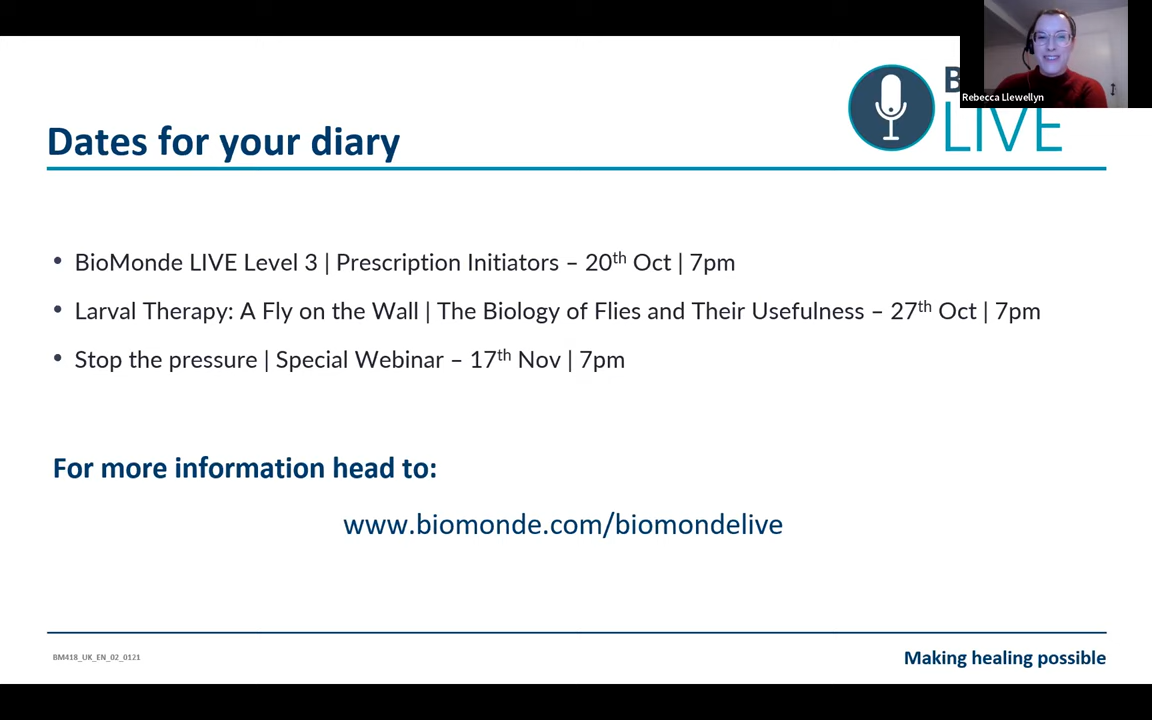 Rebecca Llewellyn
LIVE
Dates for your diary
• BioMonde LIVE Level 3 | Prescription Initiators – 20th Oct | 7pm
• Larval Therapy: A Fly on the Wall | The Biology of Flies and Their Usefulness – 27th Oct | 7pm
• Stop the pressure | Special Webinar – 17th Nov | 7pm
For more information head to:
www.biomonde.com/biomondelive
BM418_UK_EN_02_0121
Making healing possible